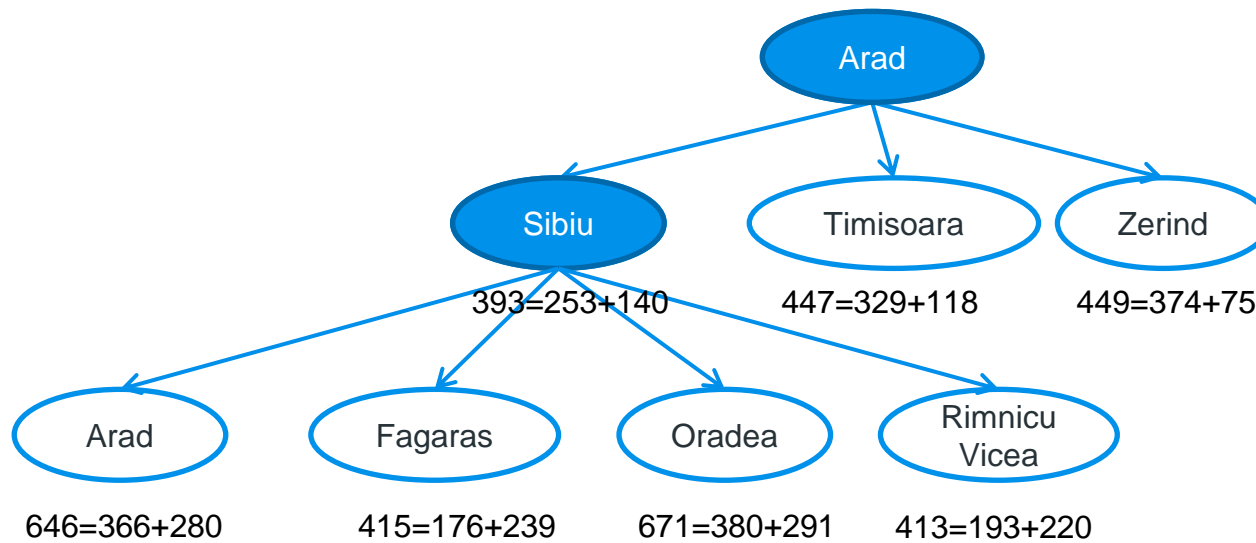 Arad
Sibiu
Timisoara
Zerind
393=253+140
447=329+118
449=374+75
Arad
Fagaras
Oradea
Rimnicu
Vicea
646=366+280
415=176+239
671=380+291
413=193+220